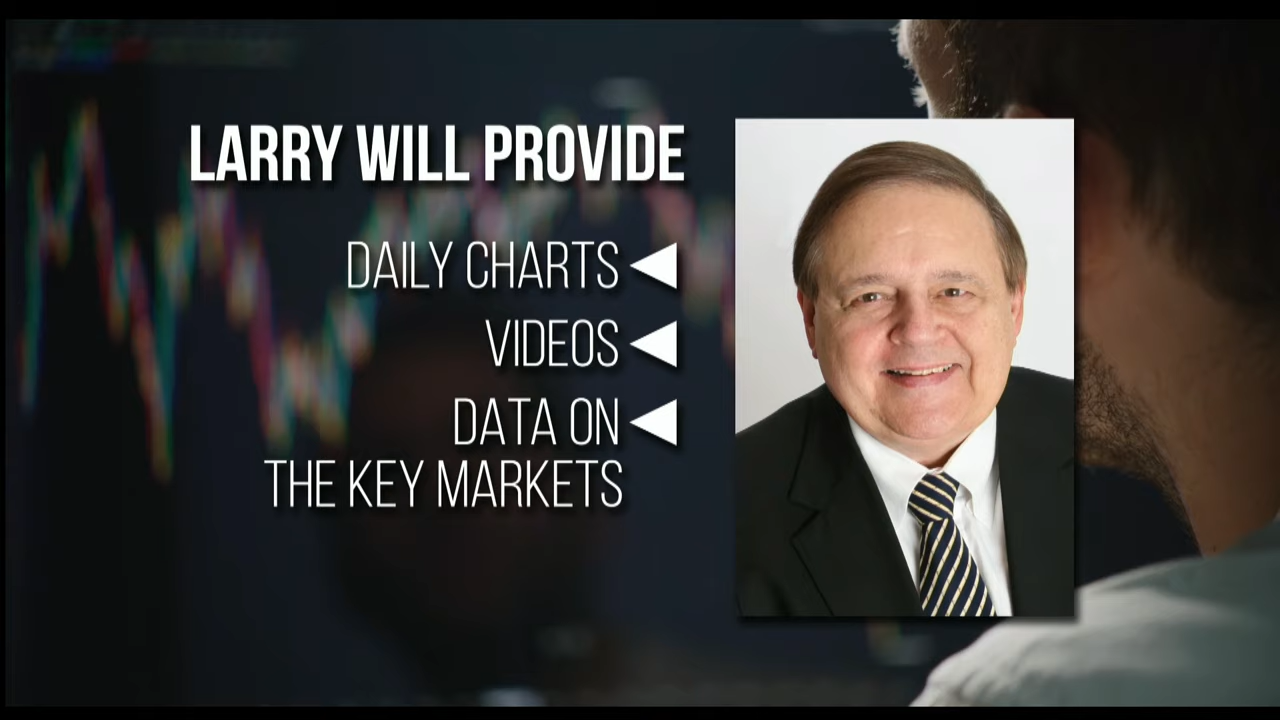 LARRY WILL PROVIDE
DAILY CHARTS
VIDEOS
DATA ON
THE KEY MARKETS